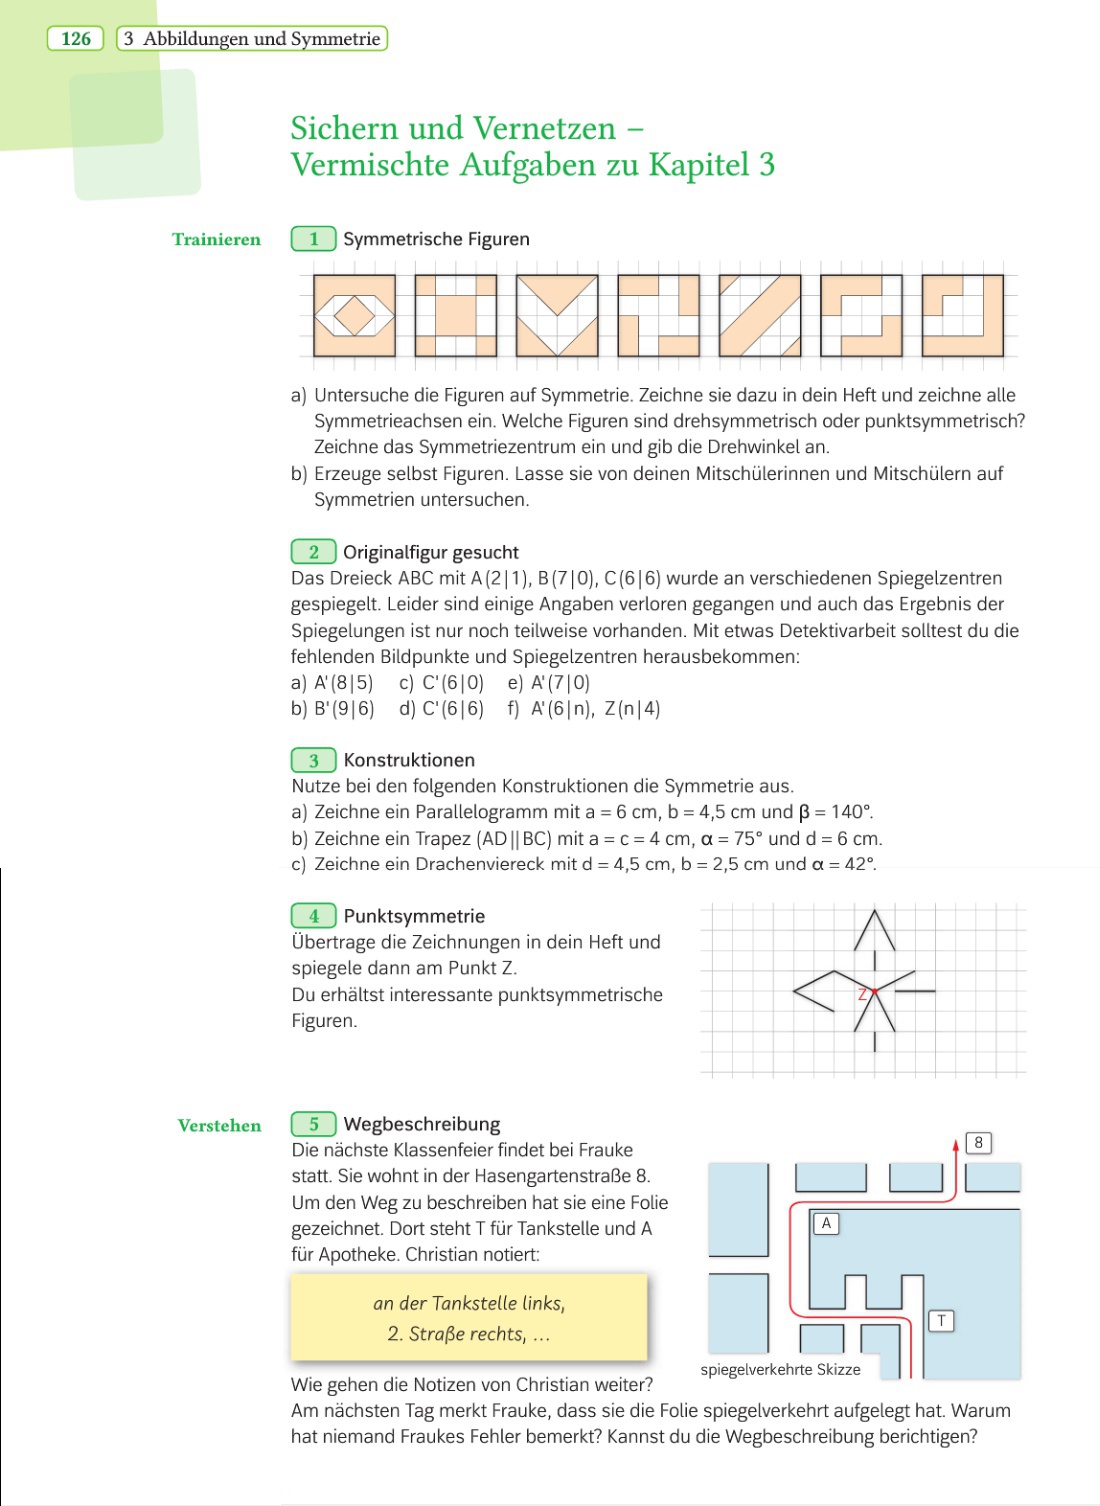 126 3 Abbildungen und Symmetrie
Sichern und Vernetzen –
Vermischte Aufgaben zu Kapitel 3
Trainieren
1 Symmetrische Figuren
a) Untersuche die Figuren auf Symmetrie. Zeichne sie dazu in dein Heft und zeichne alle
Symmetrieachsen ein. Welche Figuren sind drehsymmetrisch oder punktsymmetrisch?
Zeichne das Symmetriezentrum ein und gib die Drehwinkel an.
b) Erzeuge selbst Figuren. Lasse sie von deinen Mitschülerinnen und Mitschülern auf
Symmetrien untersuchen.
2 Originalfigur gesucht
Das Dreieck ABC mit A(2|1), B(7|0), C(6|6) wurde an verschiedenen Spiegelzentren
gespiegelt. Leider sind einige Angaben verloren gegangen und auch das Ergebnis der
Spiegelungen ist nur noch teilweise vorhanden. Mit etwas Detektivarbeit solltest du die
fehlenden Bildpunkte und Spiegelzentren herausbekommen:
a) A'(8|5) c) C'(6|0) e) A'(7|0)
b) B'(9|6) d) C'(6|6) f) A'(6|n), Z(n|4)
3 Konstruktionen
Nutze bei den folgenden Konstruktionen die Symmetrie aus.
a) Zeichne ein Parallelogramm mit a = 6 cm, b = 4,5 cm und β = 140°.
b) Zeichne ein Trapez (AD||BC) mit a = c = 4 cm, α = 75° und d = 6 cm.
c) Zeichne ein Drachenviereck mit d = 4,5 cm, b = 2,5 cm und α = 42°.
4 Punktsymmetrie
Übertrage die Zeichnungen in dein Heft und
spiegele dann am Punkt Z.
Du erhältst interessante punktsymmetrische
Figuren.
Z
Verstehen
5 Wegbeschreibung
Die nächste Klassenfeier findet bei Frauke
statt. Sie wohnt in der Hasengartenstraße 8.
Um den Weg zu beschreiben hat sie eine Folie
gezeichnet. Dort steht T für Tankstelle und A
für Apotheke. Christian notiert:
an der Tankstelle links,
2. Straße rechts, ...
8
A
T
spiegelverkehrte Skizze
Wie gehen die Notizen von Christian weiter?
Am nächsten Tag merkt Frauke, dass sie die Folie spiegelverkehrt aufgelegt hat. Warum
hat niemand Fraukes Fehler bemerkt? Kannst du die Wegbeschreibung berichtigen?